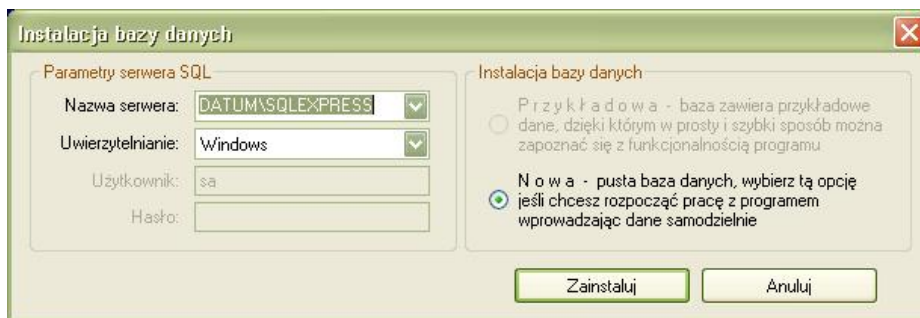 Instalacja bazy danych
Parametry serwera SQL
Nazwa serwera: DATUM\SQLEXPRESS
Uwierzytelnianie: Windows
Użytkownik: sa
Hasło:
Instalacja bazy danych
P r z y k ł a d o w a - baza zawiera przykładowe
dane, dzięki którym w prosty i szybki sposób można
zapoznać się z funkcjonalnością programu
N o w a - pusta baza danych, wybierz tą opcję
jeśli chcesz rozpocząć pracę z programem
wprowadzając dane samodzielnie
Zainstaluj
Anuluj